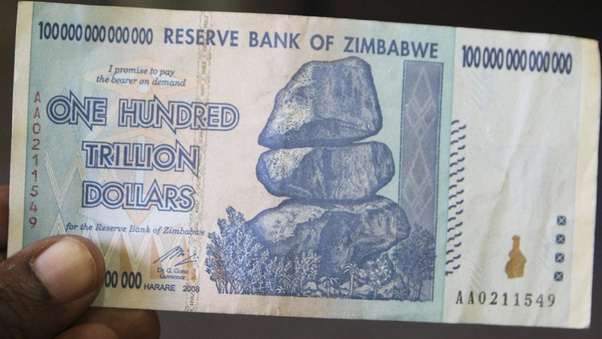 100 000 000 000 000
RESERVE BANK OF ZIMBABWE
100 000 000 000 000
I promise to pay
the bearer on demand
ONE HUNDRED
TRILLION
DOLLARS
for the Reserve Bank of Zimbabwe
AA0211549
Dr. G. Gono
Governor
000 000
HARARE 2008
AA0211549